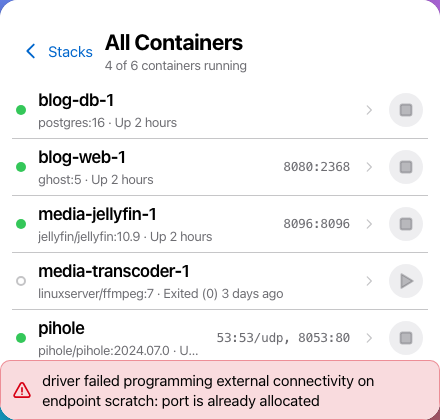 Stacks
All Containers
4 of 6 containers running
blog-db-1
postgres:16 · Up 2 hours
blog-web-1
ghost:5 · Up 2 hours
8080:2368
media-jellyfin-1
jellyfin/jellyfin:10.9 · Up 2 hours
8096:8096
media-transcoder-1
linuxserver/ffmpeg:7 · Exited (0) 3 days ago
pihole
pihole/pihole:2024.07.0 · U...
53:53/udp, 8053:80
driver failed programming external connectivity on
endpoint scratch: port is already allocated